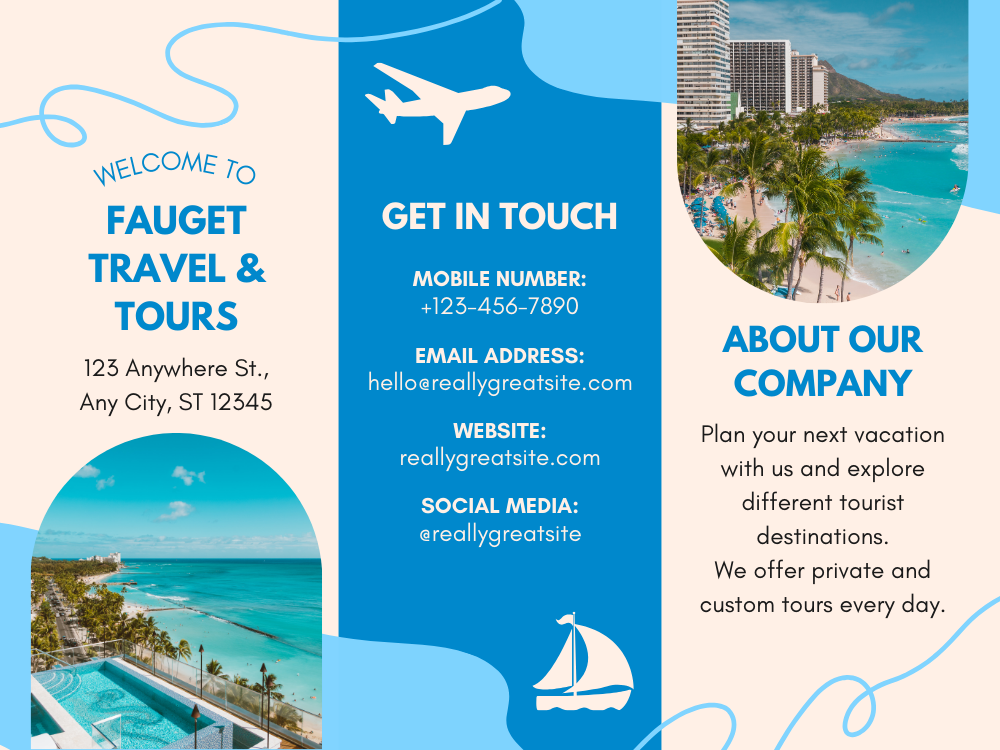 WELCOME TO
FAUGET
TRAVEL &
TOURS
123 Anywhere St.,
Any City, ST 12345
GET IN TOUCH
MOBILE NUMBER:
+123-456-7890
EMAIL ADDRESS:
hello@reallygreatsite.com
WEBSITE:
reallygreatsite.com
SOCIAL MEDIA:
@reallygreatsite
ABOUT OUR
COMPANY
Plan your next vacation
with us and explore
different tourist
destinations.
We offer private and
custom tours every day.